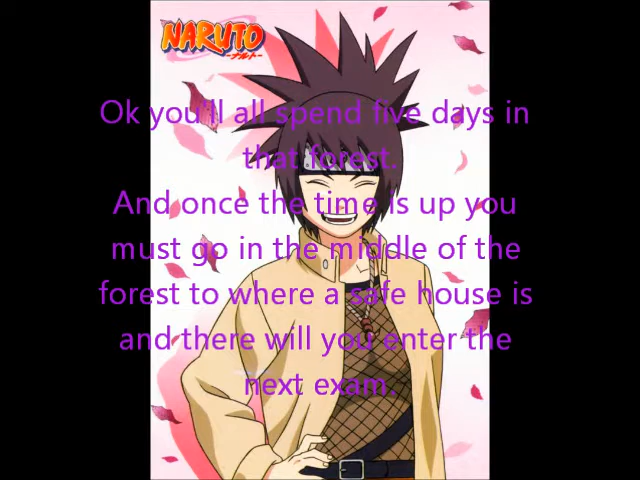 NARUTO
-ナルト-
Ok you'll all spend five days in
that forest.
And once the time is up you
must go in the middle of the
forest to where a safe house is
and there will you enter the
next exam.